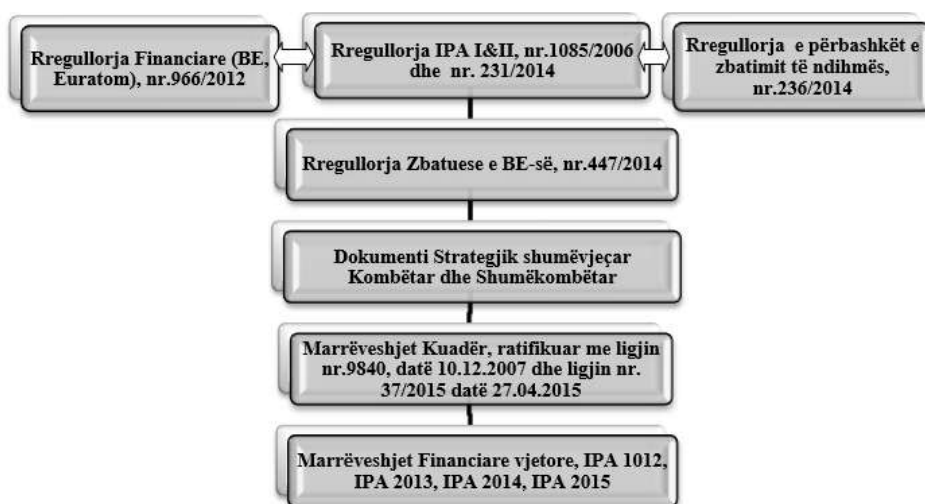 Rregullorja Financiare (BE,
Euratom), nr.966/2012
Rregullorja IPA I&II, nr.1085/2006
dhe nr. 231/2014
Rregullorja e përbashkët e
zbatimit të ndihmës,
nr.236/2014
Rregullorja Zbatuese e BE-së, nr.447/2014
Dokumenti Strategjik shumëvjeçar
Kombëtar dhe Shumëkombëtar
Marrëveshjet Kuadër, ratifikuar me ligjin
nr.9840, datë 10.12.2007 dhe ligjin nr.
37/2015 datë 27.04.2015
Marrëveshjet Financiare vjetore, IPA 1012,
IPA 2013, IPA 2014, IPA 2015